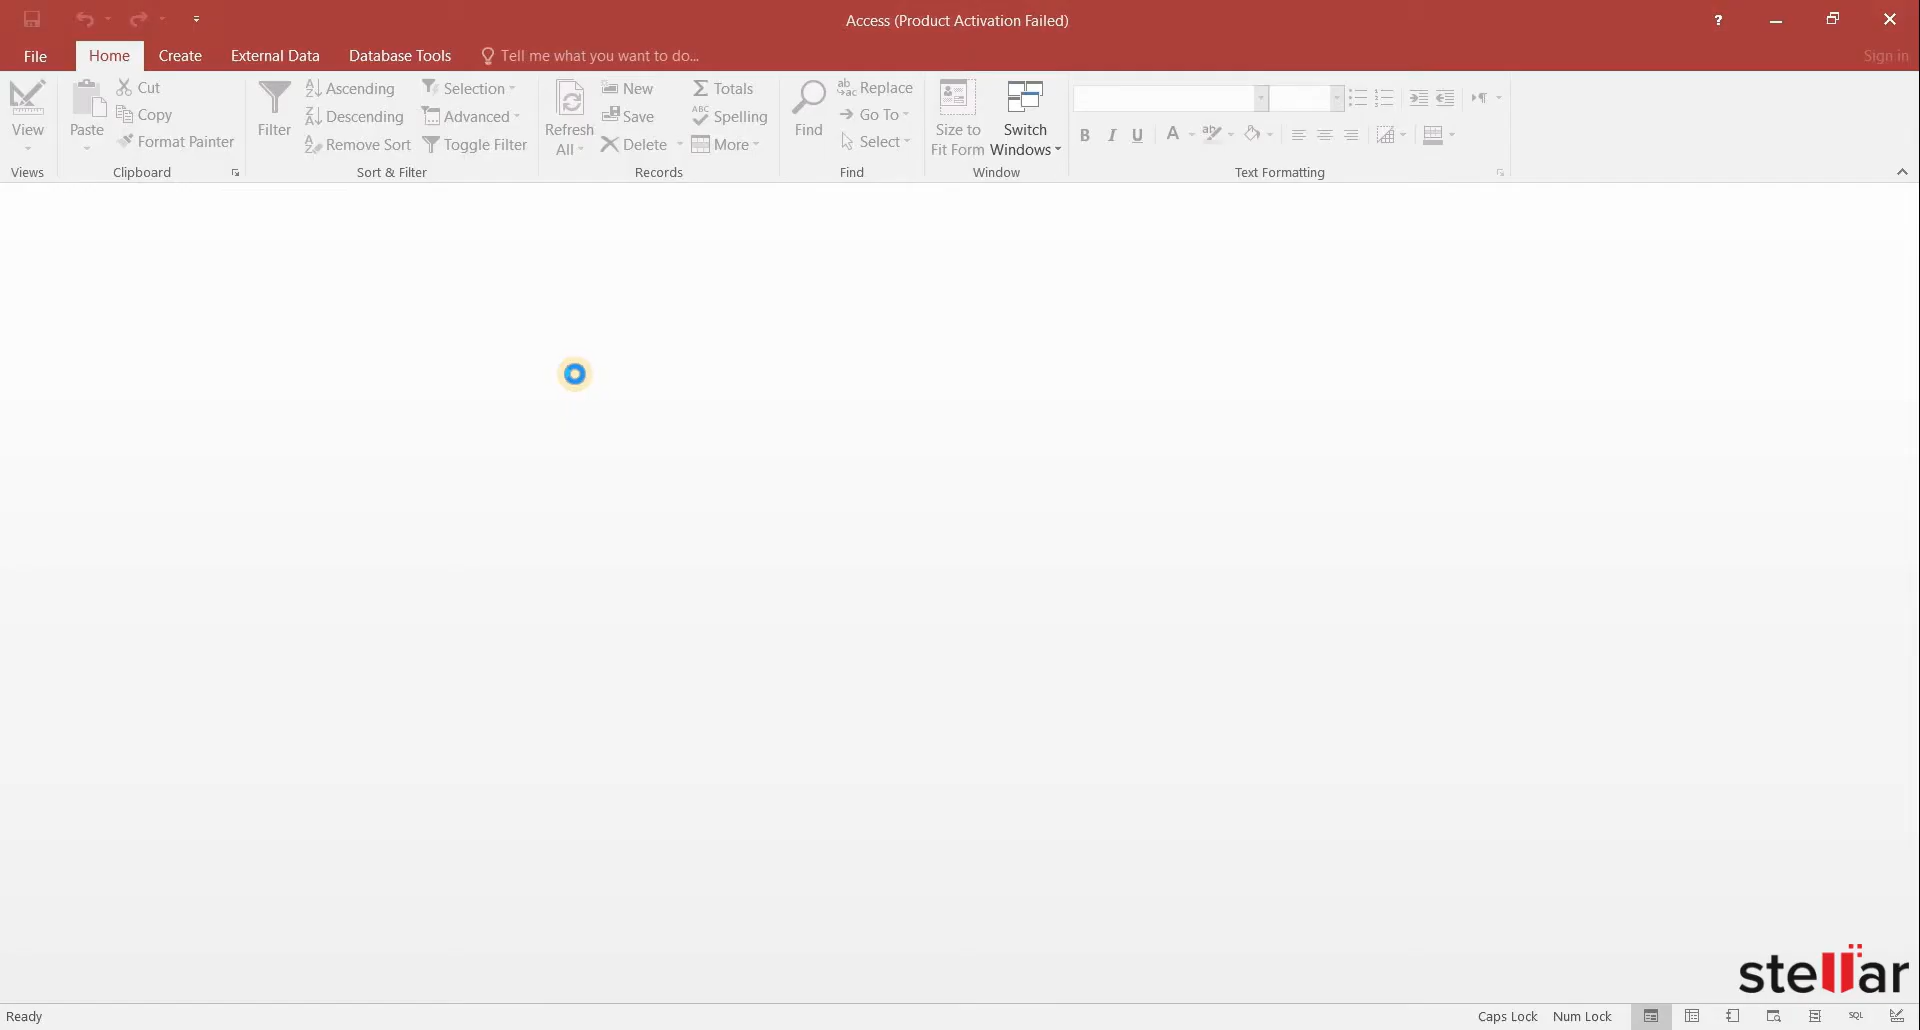 Access (Product Activation Failed)
?
File Home Create External Data Database Tools Tell me what you want to do... Sign in
View
Views
Paste
Cut
Copy
Format Painter
Clipboard
Filter
Ascending
Descending
Remove Sort
Selection
Advanced
Toggle Filter
Sort & Filter
Refresh
All
New
Save
Delete
Totals
ABC
Spelling
More
Records
Find
Replace
Go To
Select
Find
Size to
Fit Form
Switch
Windows
Window
B I U A ab
Text Formatting
stellar
Ready Caps Lock Num Lock SQL